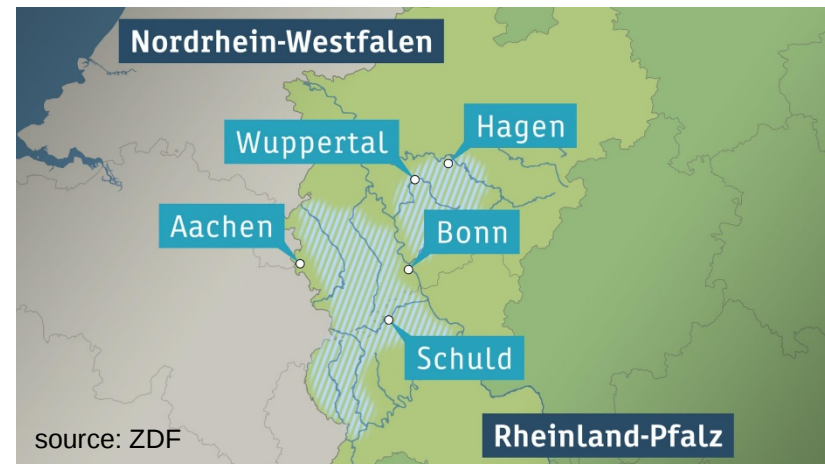 Nordrhein-Westfalen
Hagen
Wuppertal
Aachen
Bonn
Schuld
source: ZDF
Rheinland-Pfalz